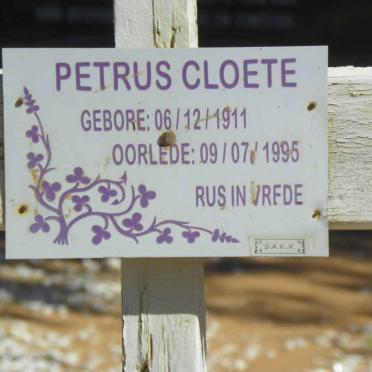 PETRUS CLOETE
GEBORE: 06/12/1911
OORLEDE: 09/07/1995
RUS IN VREDE
S.A.V.V.